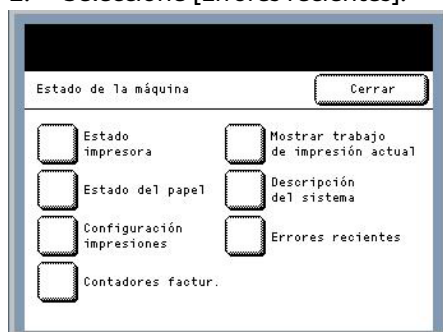 2. Seleccione [Errores recientes].
Estado de la máquina
Cerrar
Estado
impresora
Mostrar trabajo
de impresión actual
Estado del papel
Descripción
del sistema
Configuración
impresiones
Errores recientes
Contadores factur.